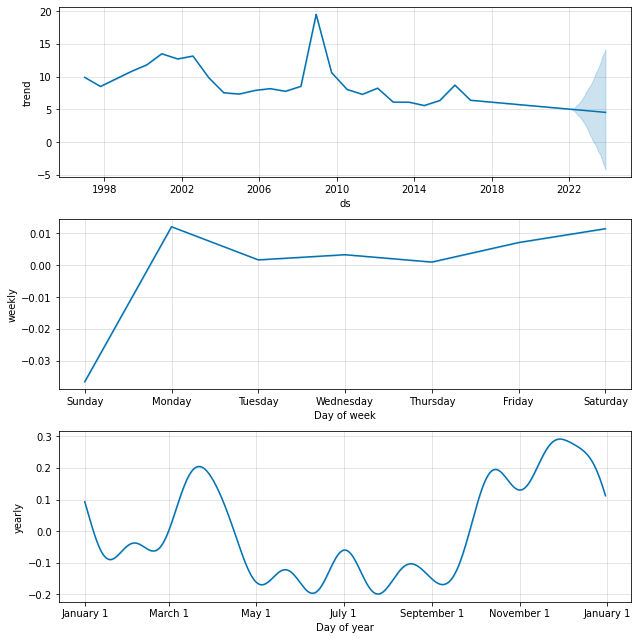 20
15
10
5
0
−5
trend
1998 2002 2006 2010 2014 2018 2022
ds
0.01
0.00
−0.01
−0.02
−0.03
weekly
Sunday Monday Tuesday Wednesday Thursday Friday Saturday
Day of week
0.3
0.2
0.1
0.0
−0.1
−0.2
yearly
January 1 March 1 May 1 July 1 September 1 November 1 January 1
Day of year